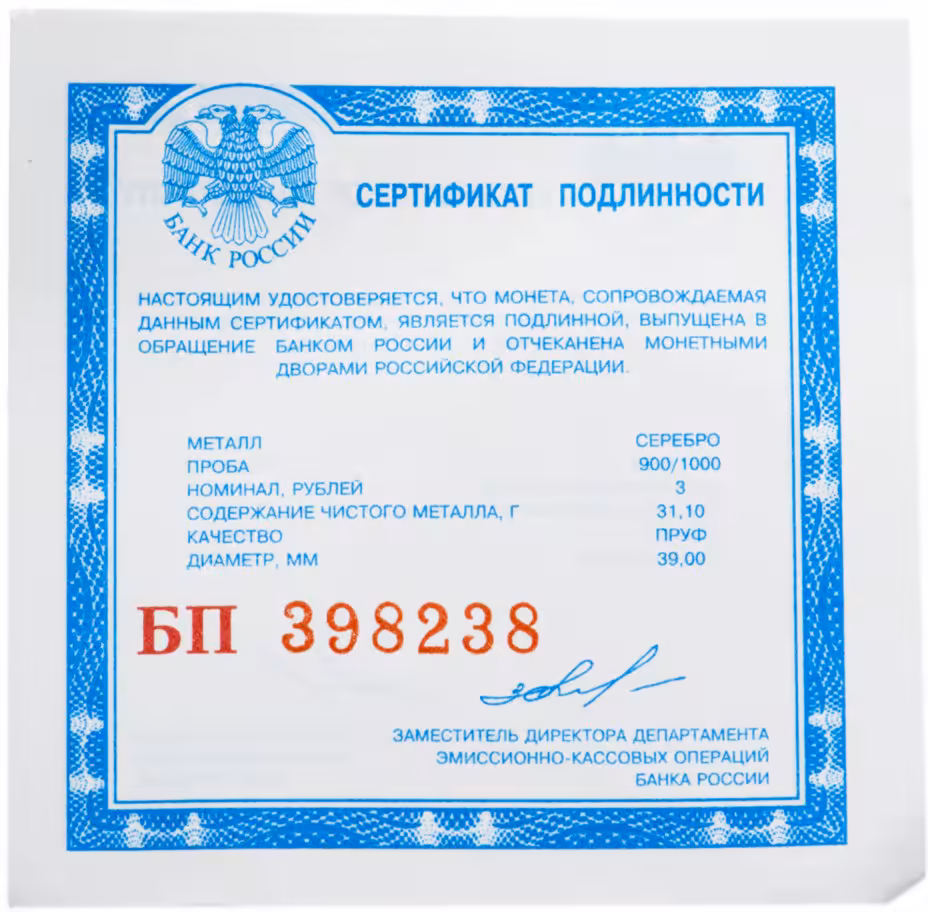 БАНК РОССИИ
СЕРТИФИКАТ ПОДЛИННОСТИ
НАСТОЯЩИМ УДОСТОВЕРЯЕТСЯ, ЧТО МОНЕТА, СОПРОВОЖДАЕМАЯ
ДАННЫМ СЕРТИФИКАТОМ, ЯВЛЯЕТСЯ ПОДЛИННОЙ, ВЫПУЩЕНА В
ОБРАЩЕНИЕ БАНКОМ РОССИИ И ОТЧЕКАНЕНА МОНЕТНЫМИ
ДВОРАМИ РОССИЙСКОЙ ФЕДЕРАЦИИ.
МЕТАЛЛ СЕРЕБРО
ПРОБА 900/1000
НОМИНАЛ, РУБЛЕЙ 3
СОДЕРЖАНИЕ ЧИСТОГО МЕТАЛЛА, Г 31,10
КАЧЕСТВО ПРУФ
ДИАМЕТР, ММ 39,00
БП 398238
ЗАМЕСТИТЕЛЬ ДИРЕКТОРА ДЕПАРТАМЕНТА
ЭМИССИОННО-КАССОВЫХ ОПЕРАЦИЙ
БАНКА РОССИИ